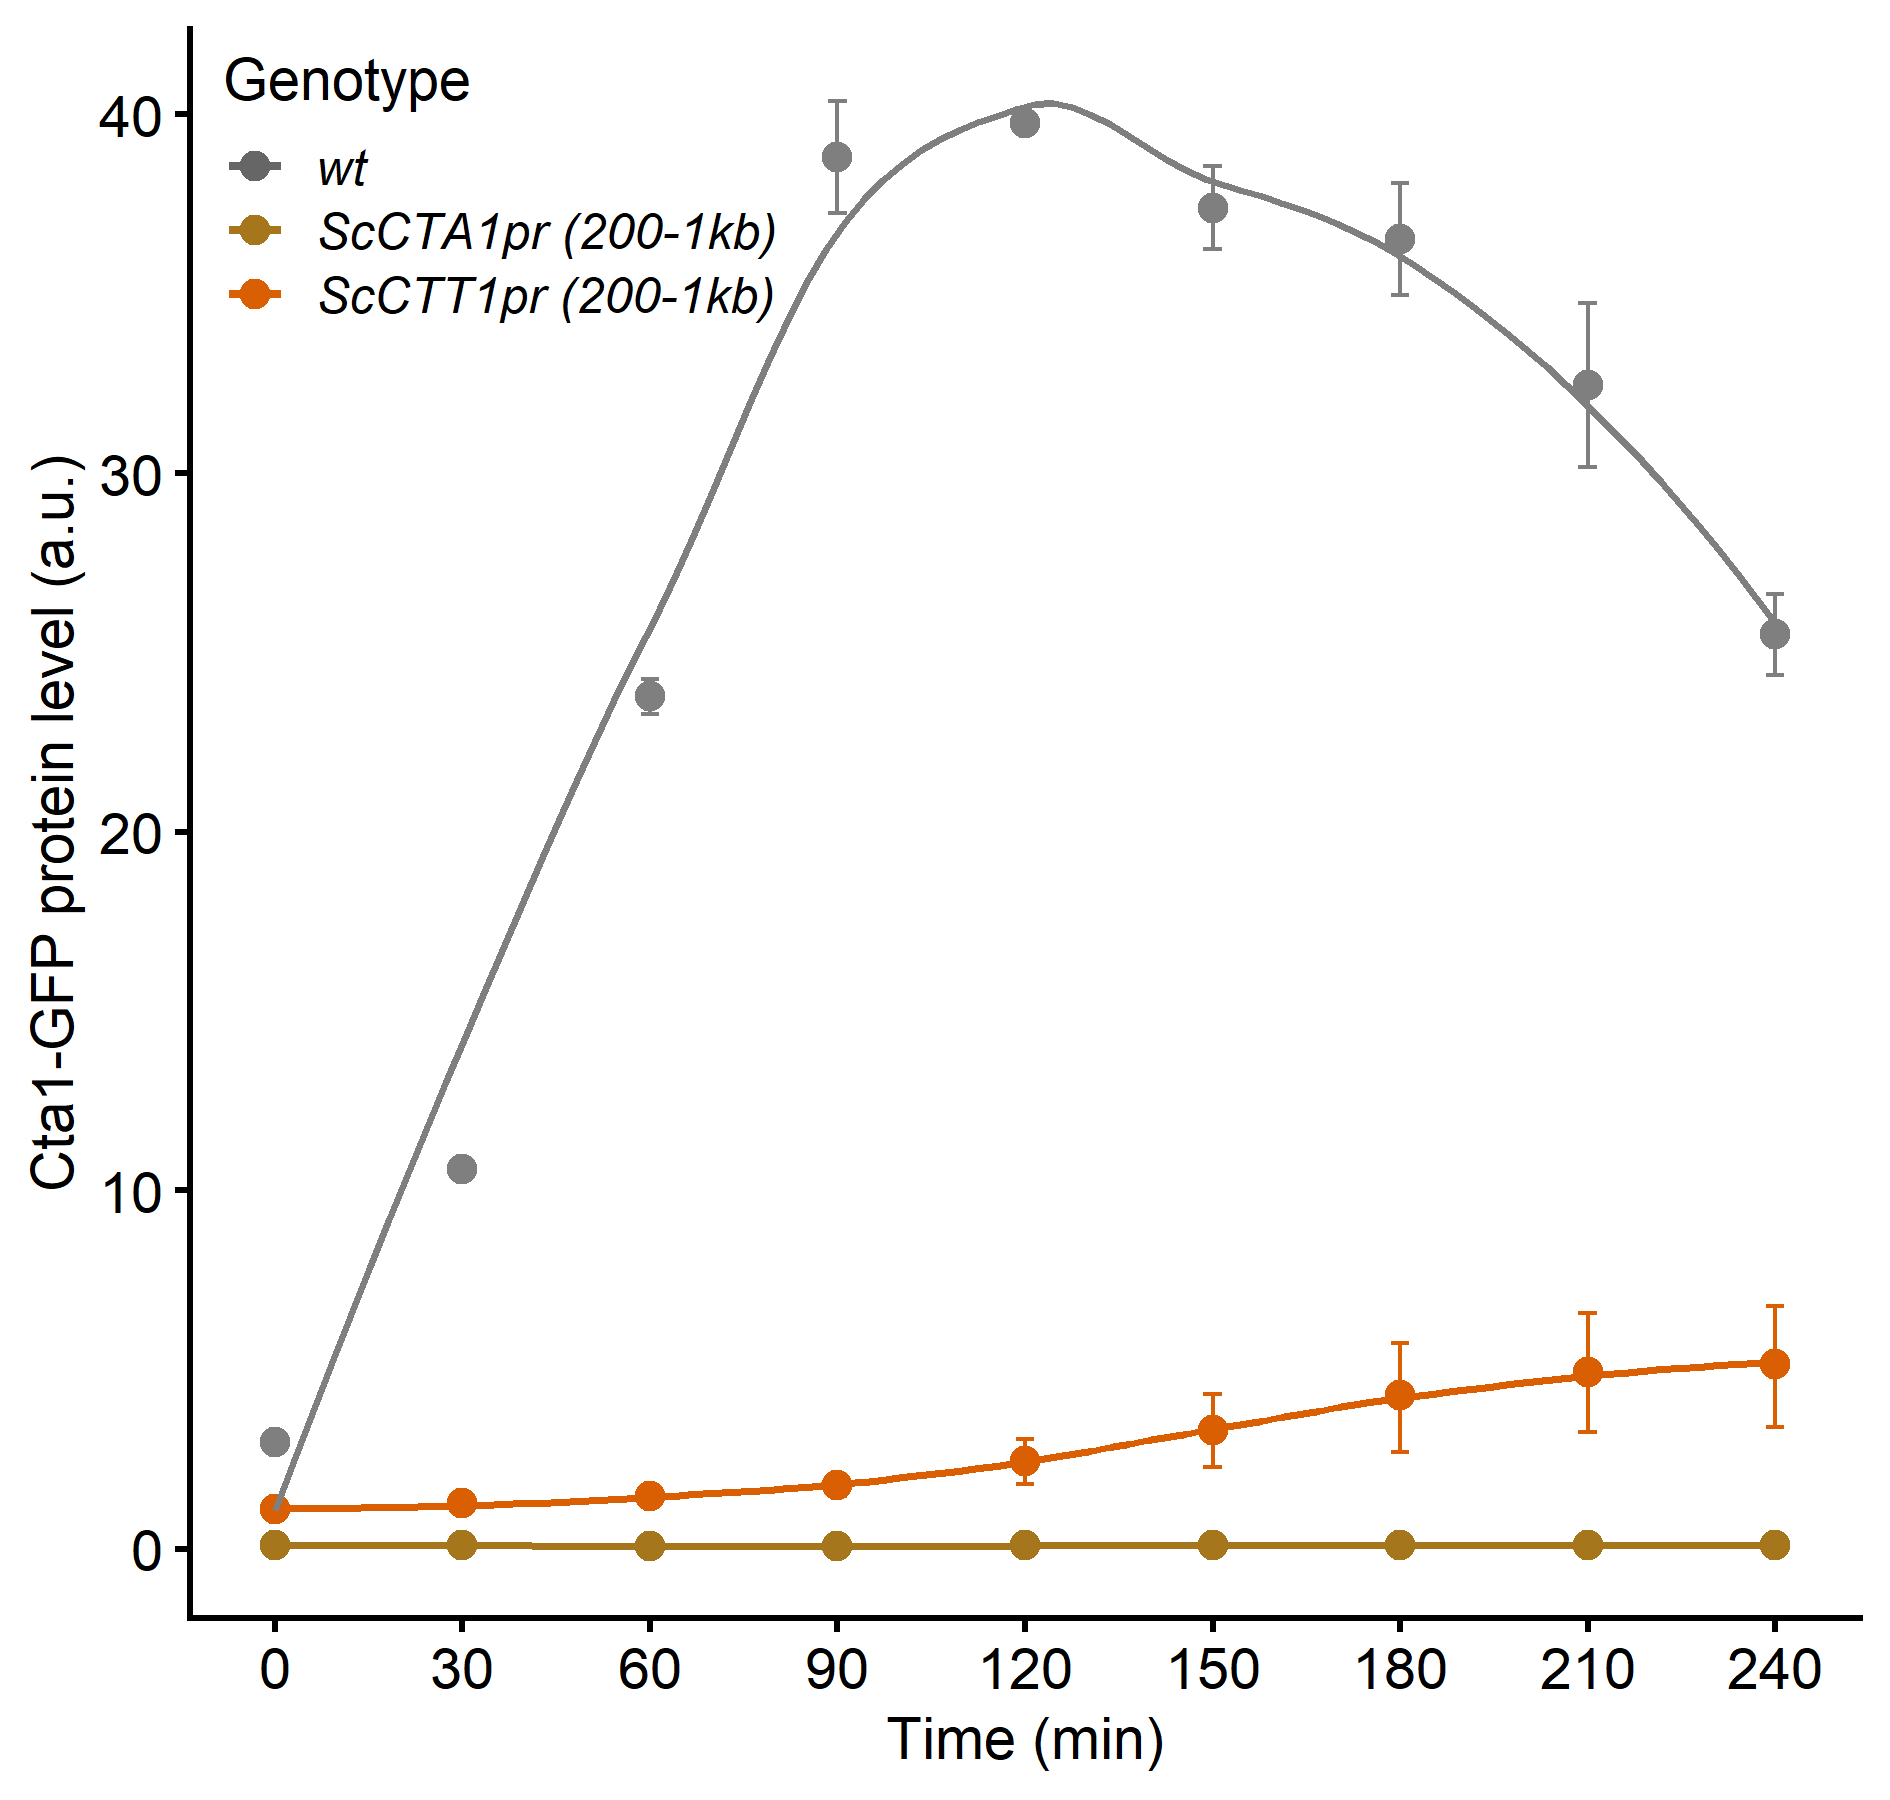 Genotype
wt
ScCTA1pr (200-1kb)
ScCTT1pr (200-1kb)
Cta1-GFP protein level (a.u.)
40
30
20
10
0
0 30 60 90 120 150 180 210 240
Time (min)